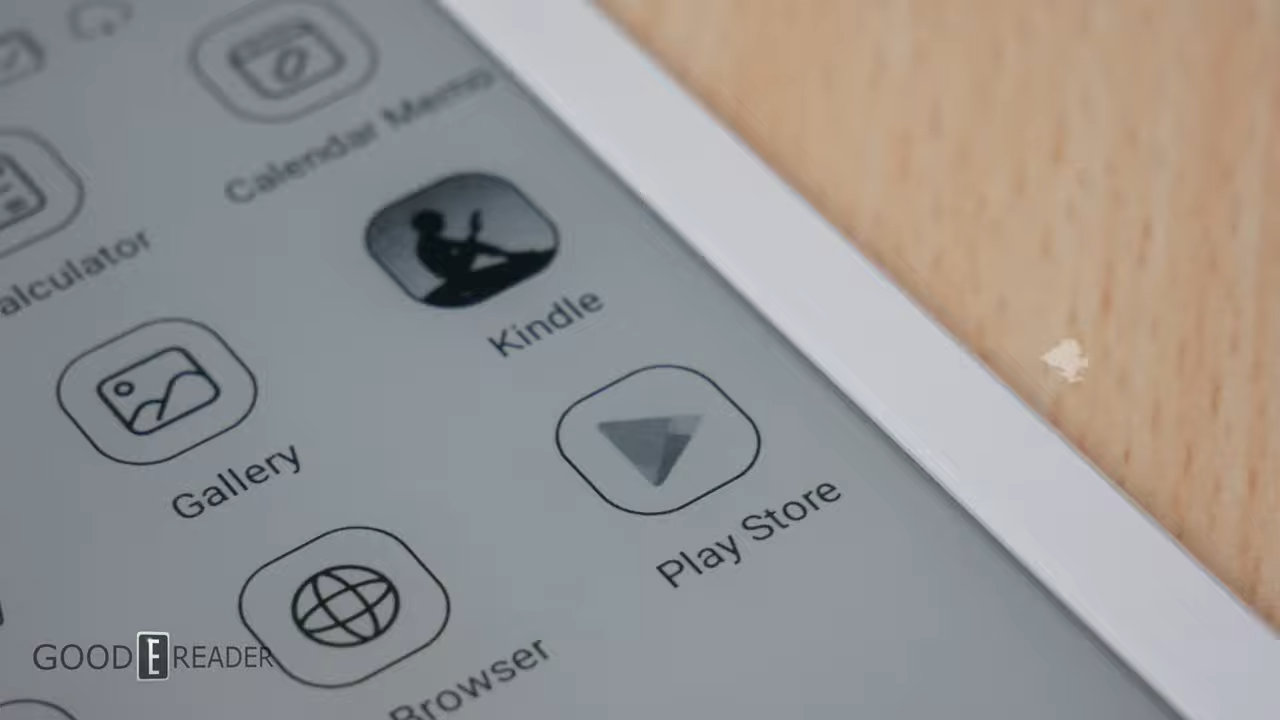 Calendar Memo
alculator
Kindle
Gallery
Play Store
Browser
GOOD E READER